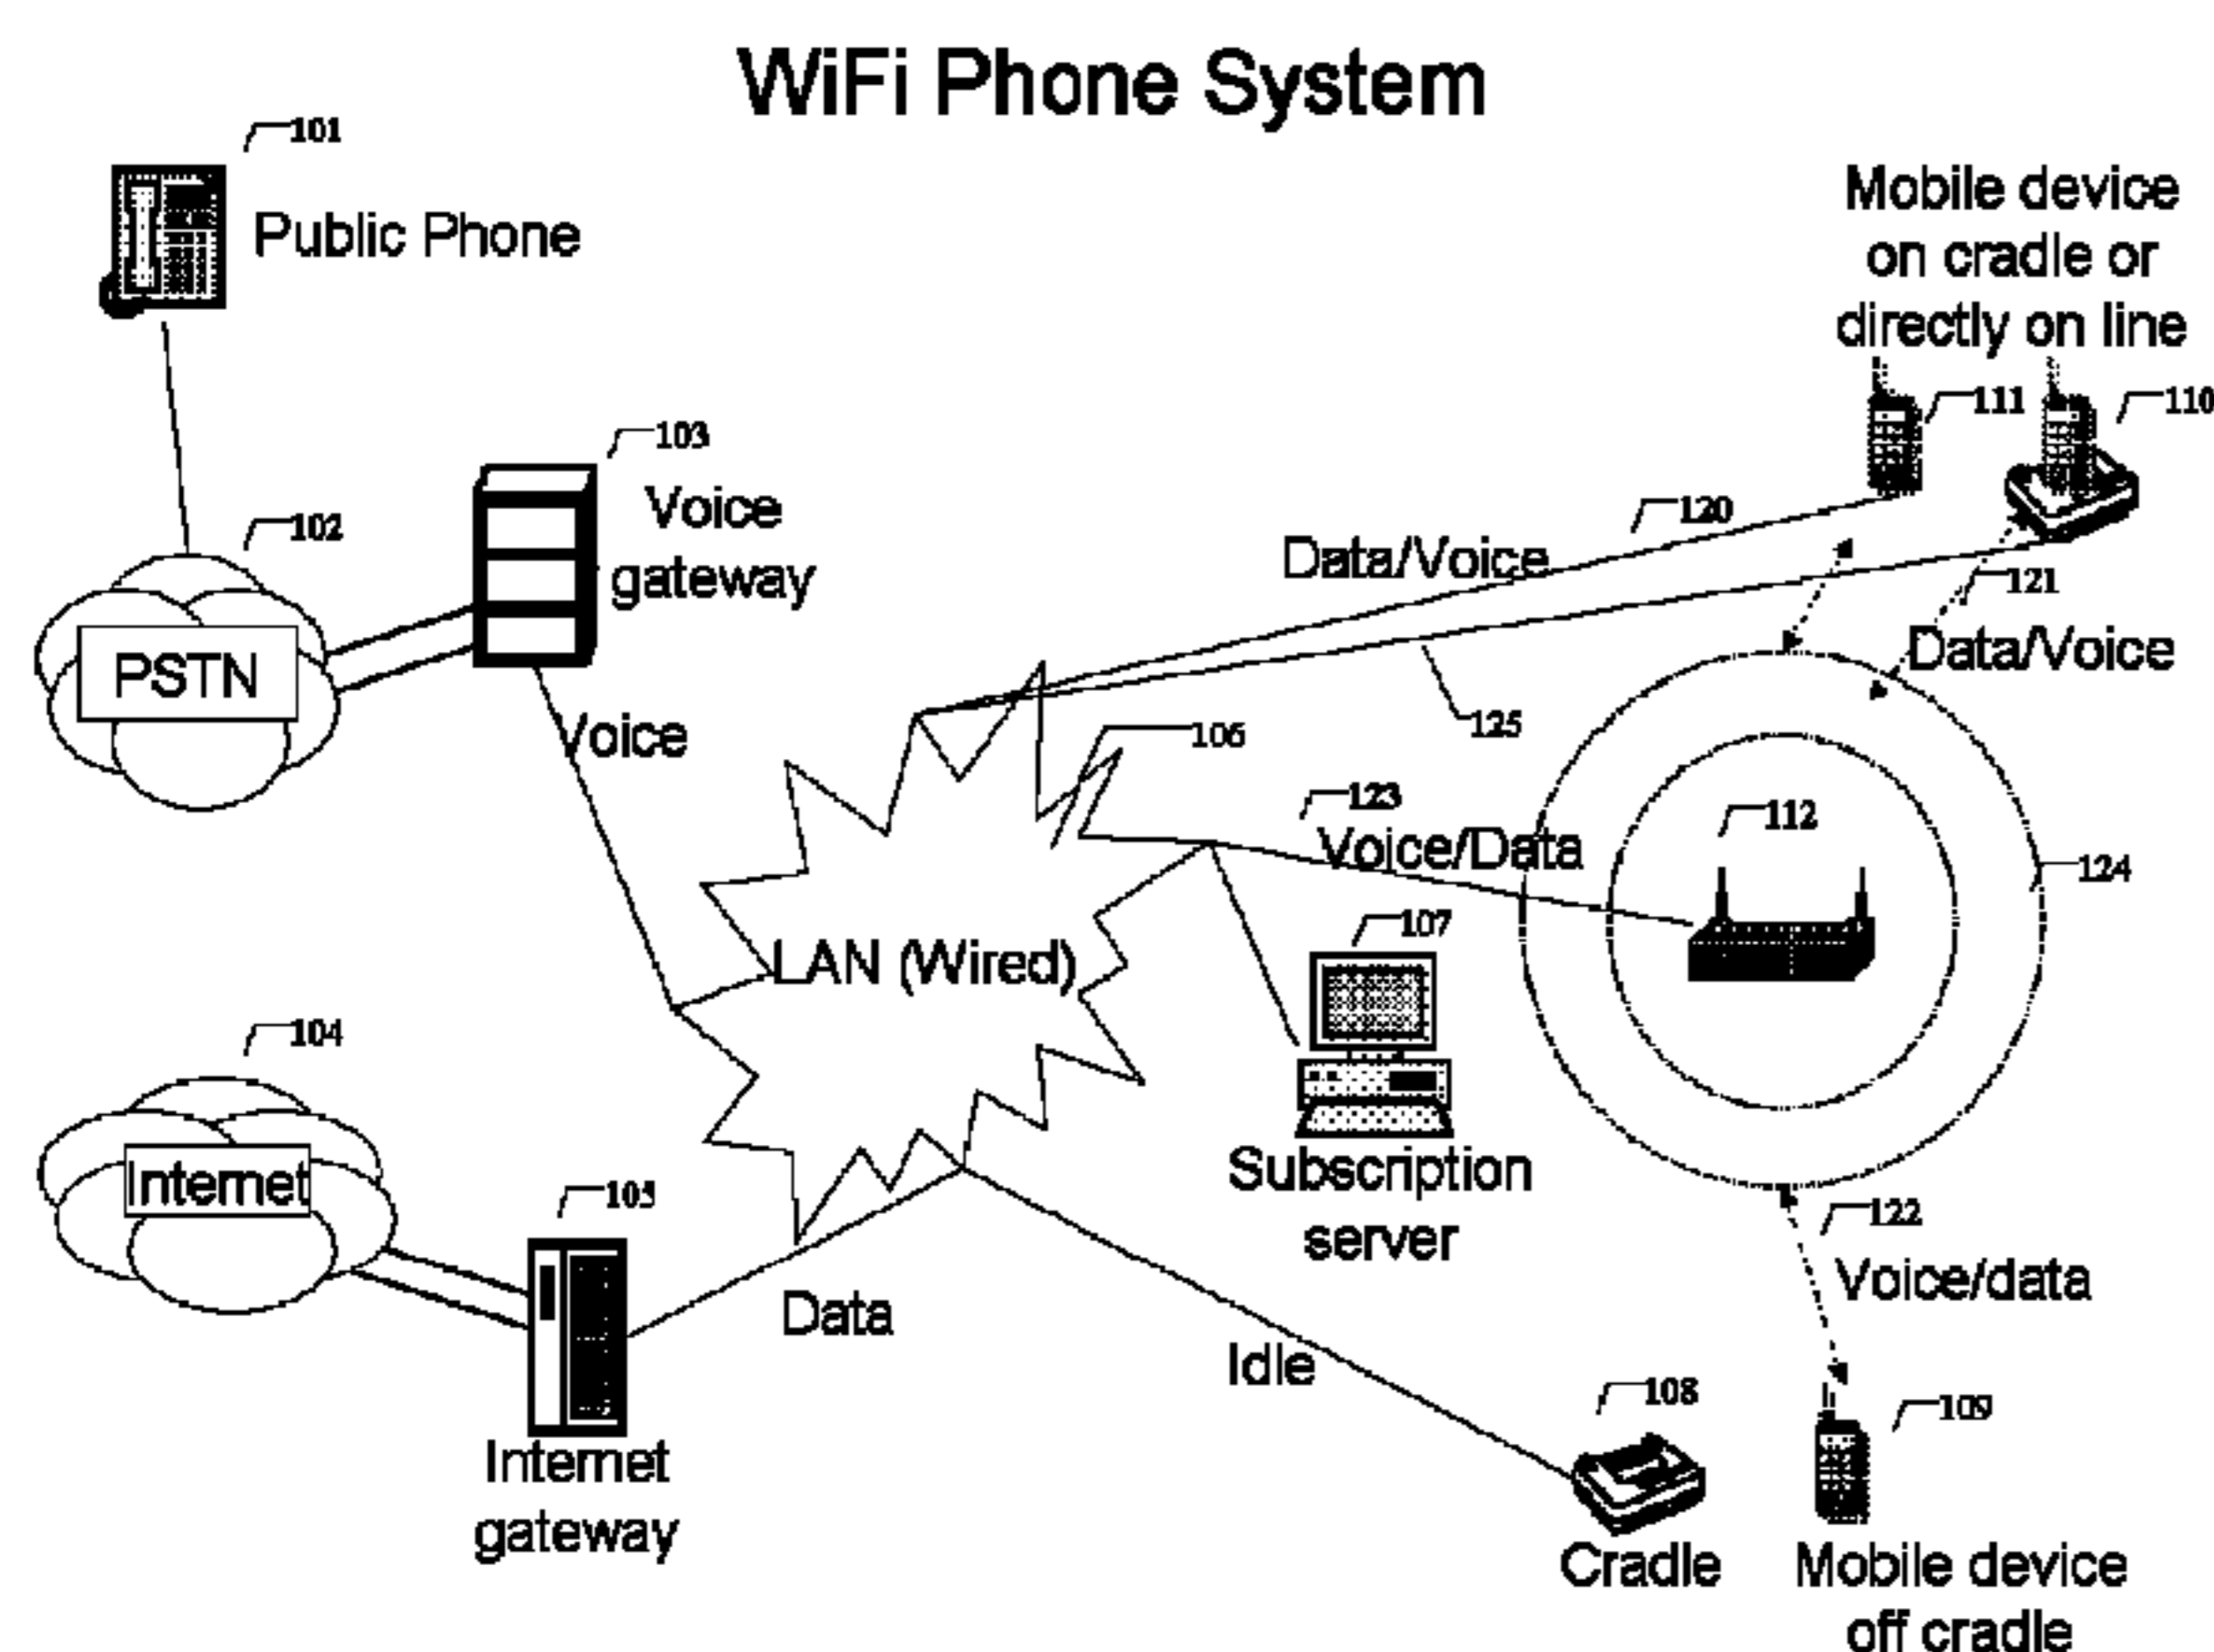 WiFi Phone System
101
Public Phone
Mobile device
on cradle or
directly on line
111
110
103
Voice
gateway
102
PSTN
120
Data/Voice
121
Data/Voice
Voice
125
106
123
Voice/Data
112
124
LAN (Wired)
107
Subscription
server
104
Internet
105
Internet
gateway
Data
Idle
122
Voice/data
108
Cradle
109
Mobile device
off cradle